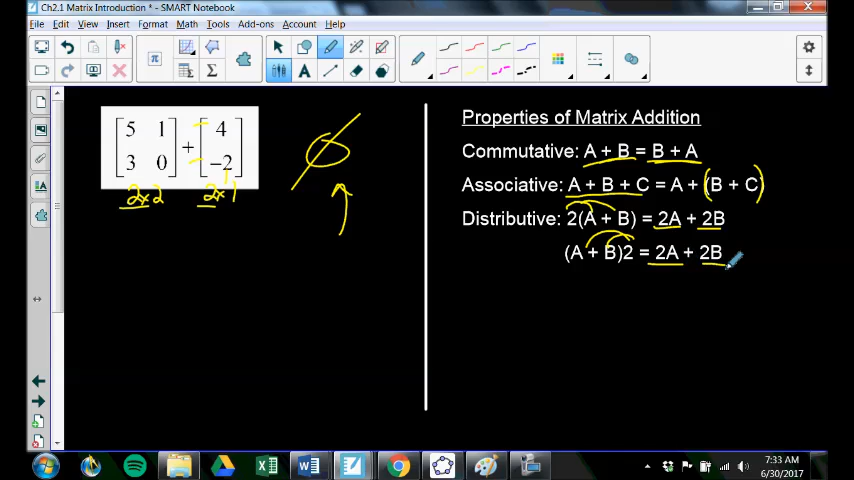 Ch2.1 Matrix Introduction * - SMART Notebook
File Edit View Insert Format Math Tools Add-ons Account Help
π Σ
[5 1] + [4]
[3 0] [-2]
2x2 2x1
∅
Properties of Matrix Addition
Commutative: A + B = B + A
Associative: A + B + C = A + (B + C)
Distributive: 2(A + B) = 2A + 2B
(A + B)2 = 2A + 2B
7:33 AM
6/30/2017